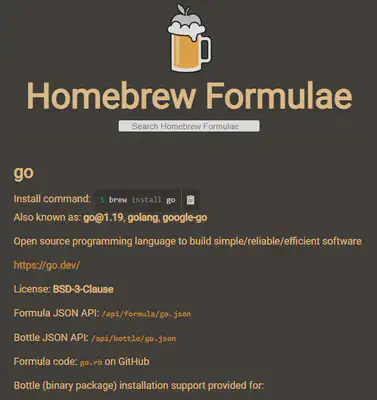 Homebrew Formulae
Search Homebrew Formulae
go
Install command: $ brew install go
Also known as: go@1.19, golang, google-go
Open source programming language to build simple/reliable/efficient software
https://go.dev/
License: BSD-3-Clause
Formula JSON API: /api/formula/go.json
Bottle JSON API: /api/bottle/go.json
Formula code: go.rb on GitHub
Bottle (binary package) installation support provided for: